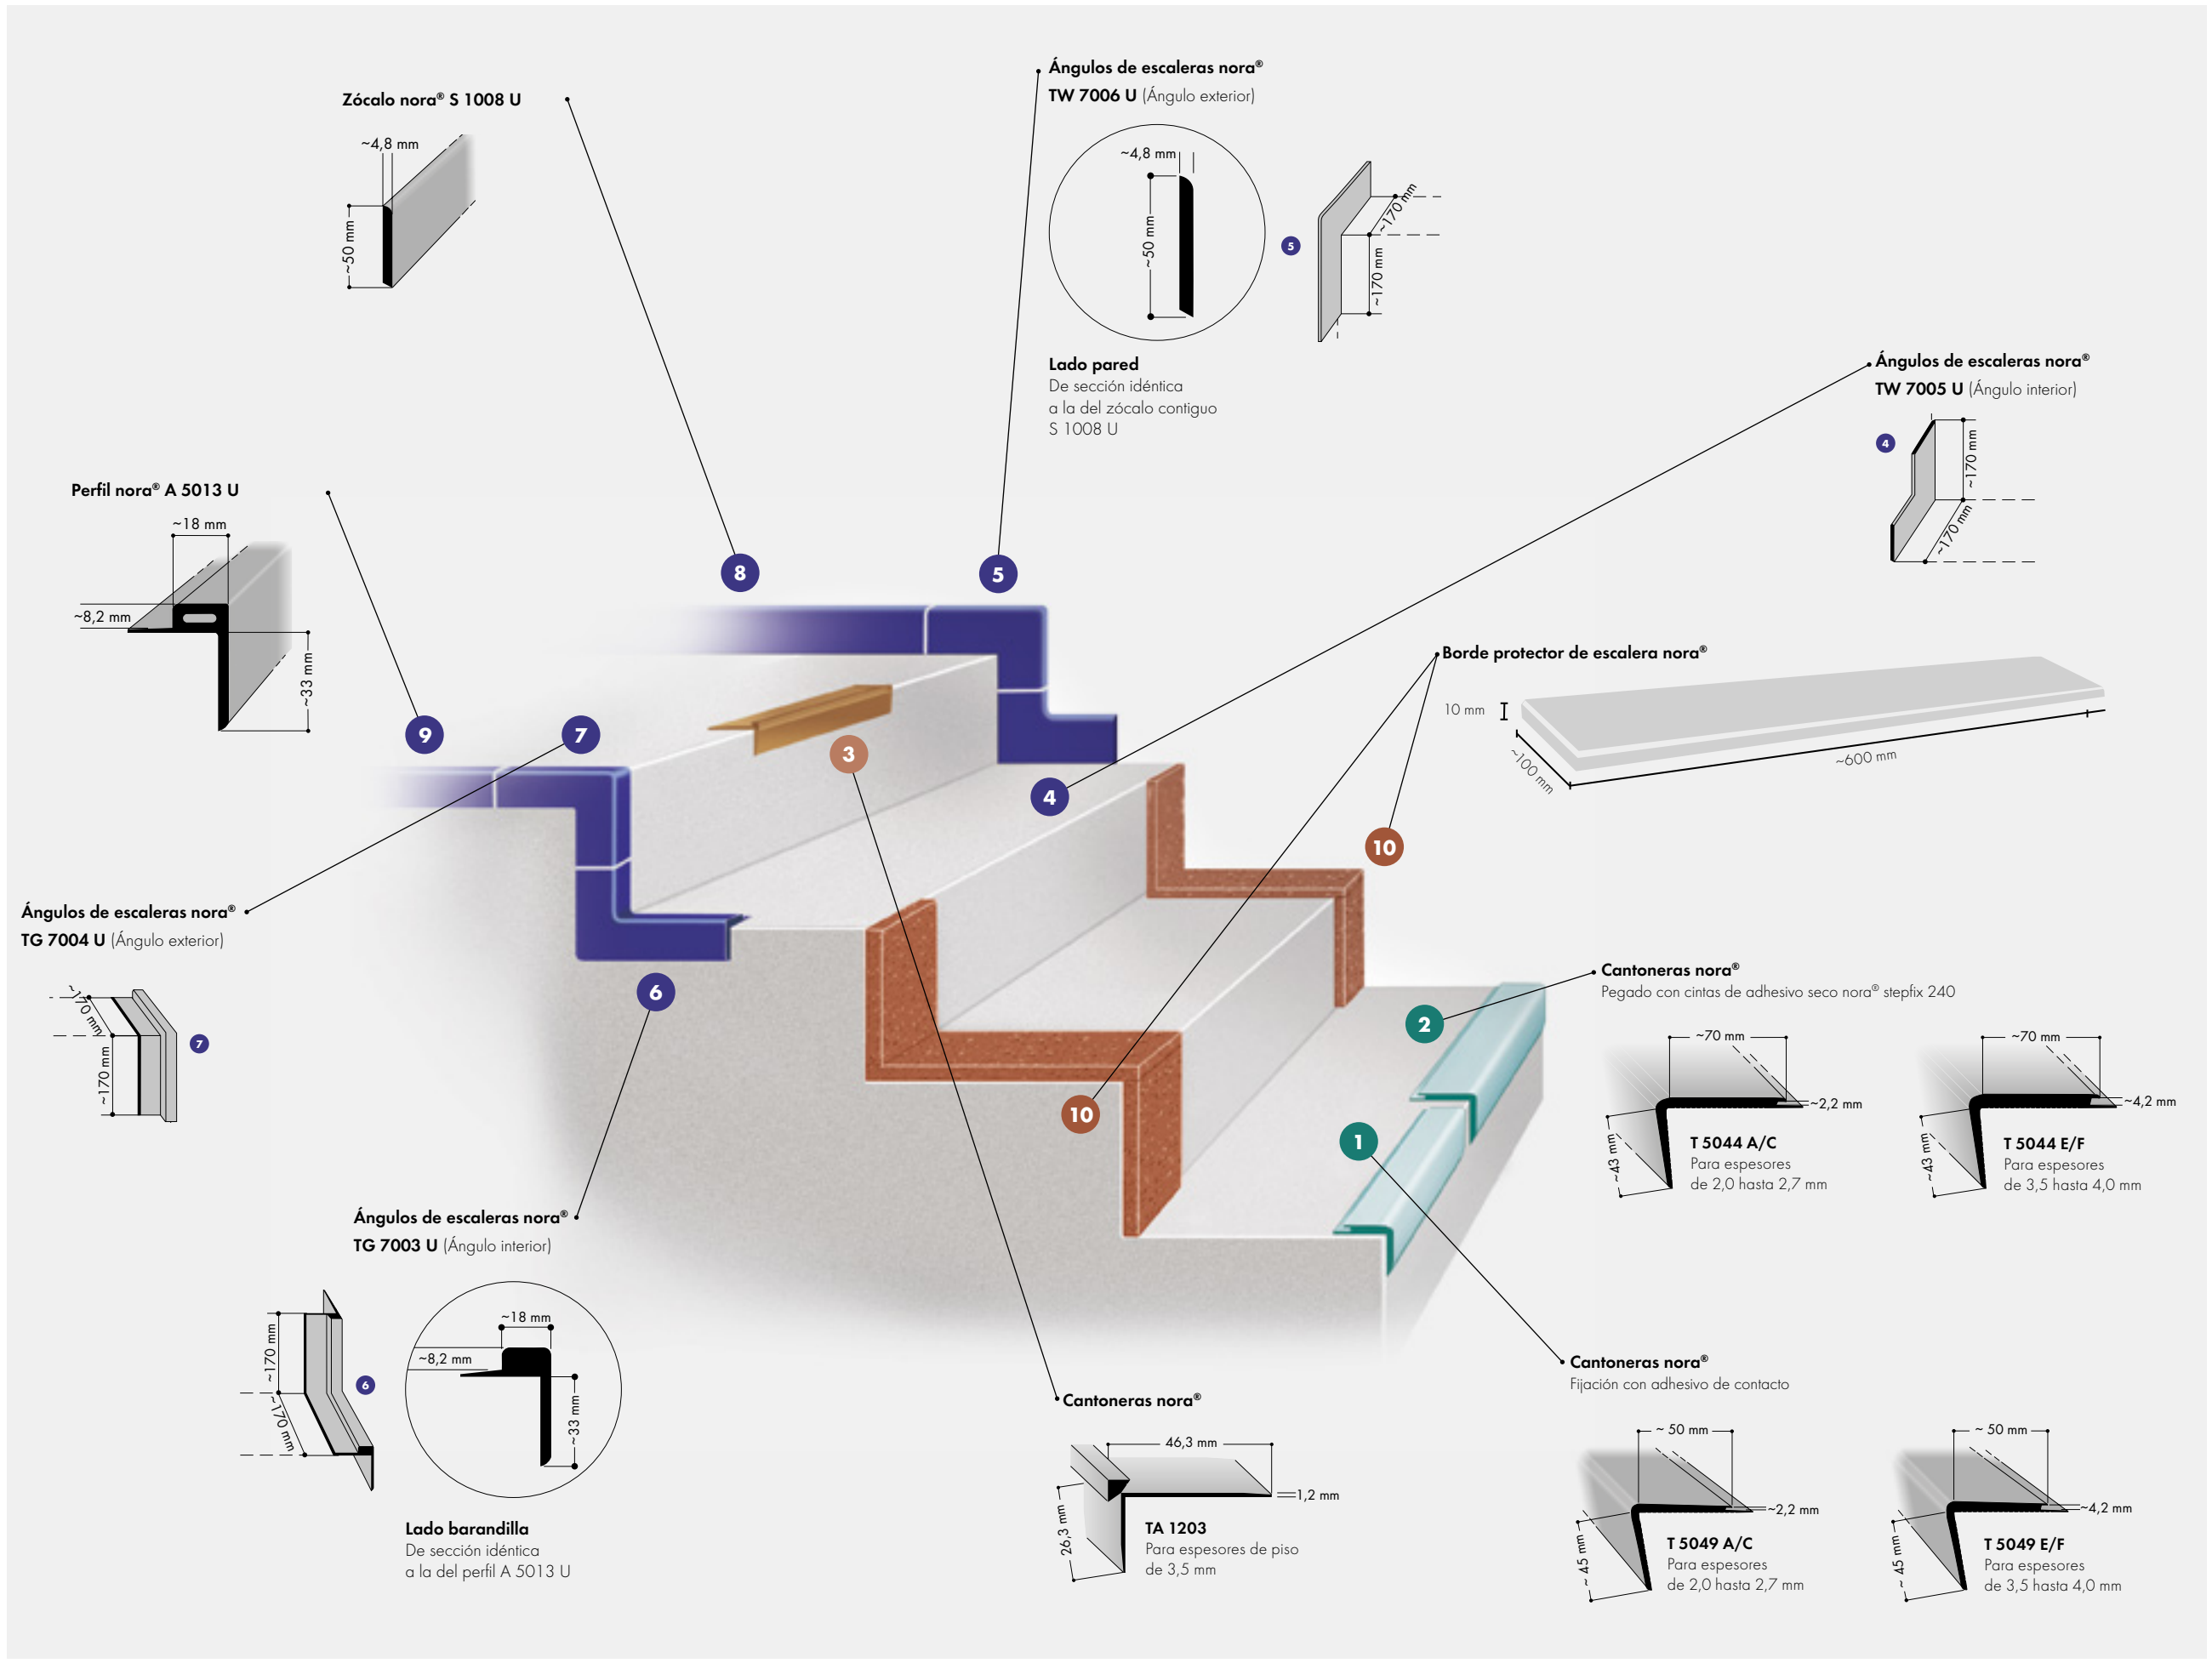 Zócalo nora® S 1008 U
~4,8 mm
~50 mm
Ángulos de escaleras nora®
TW 7006 U (Ángulo exterior)
~4,8 mm
~50 mm
5
~170 mm
~170 mm
Lado pared
De sección idéntica
a la del zócalo contiguo
S 1008 U
Ángulos de escaleras nora®
TW 7005 U (Ángulo interior)
4
~170 mm
~170 mm
Perfil nora® A 5013 U
~18 mm
~8,2 mm
~33 mm
8
5
9
7
3
4
10
6
2
10
1
Borde protector de escalera nora®
10 mm
~100 mm
~600 mm
Ángulos de escaleras nora®
TG 7004 U (Ángulo exterior)
~170 mm
~170 mm
7
Cantoneras nora®
Pegado con cintas de adhesivo seco nora® stepfix 240
~70 mm
~2,2 mm
~43 mm
T 5044 A/C
Para espesores
de 2,0 hasta 2,7 mm
~70 mm
~4,2 mm
~43 mm
T 5044 E/F
Para espesores
de 3,5 hasta 4,0 mm
Ángulos de escaleras nora®
TG 7003 U (Ángulo interior)
~170 mm
~170 mm
6
~18 mm
~8,2 mm
~33 mm
Lado barandilla
De sección idéntica
a la del perfil A 5013 U
Cantoneras nora®
46,3 mm
1,2 mm
26,3 mm
TA 1203
Para espesores de piso
de 3,5 mm
Cantoneras nora®
Fijación con adhesivo de contacto
~ 50 mm
~2,2 mm
~ 45 mm
T 5049 A/C
Para espesores
de 2,0 hasta 2,7 mm
~ 50 mm
~4,2 mm
~ 45 mm
T 5049 E/F
Para espesores
de 3,5 hasta 4,0 mm